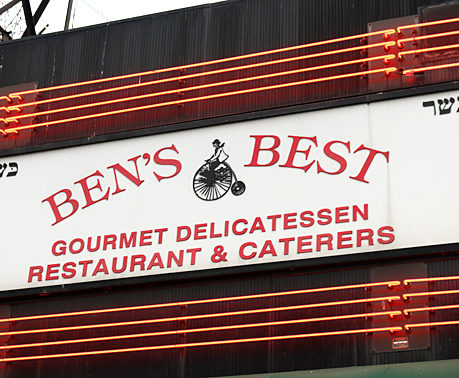 BEN'S BEST
GOURMET DELICATESSEN
RESTAURANT & CATERERS